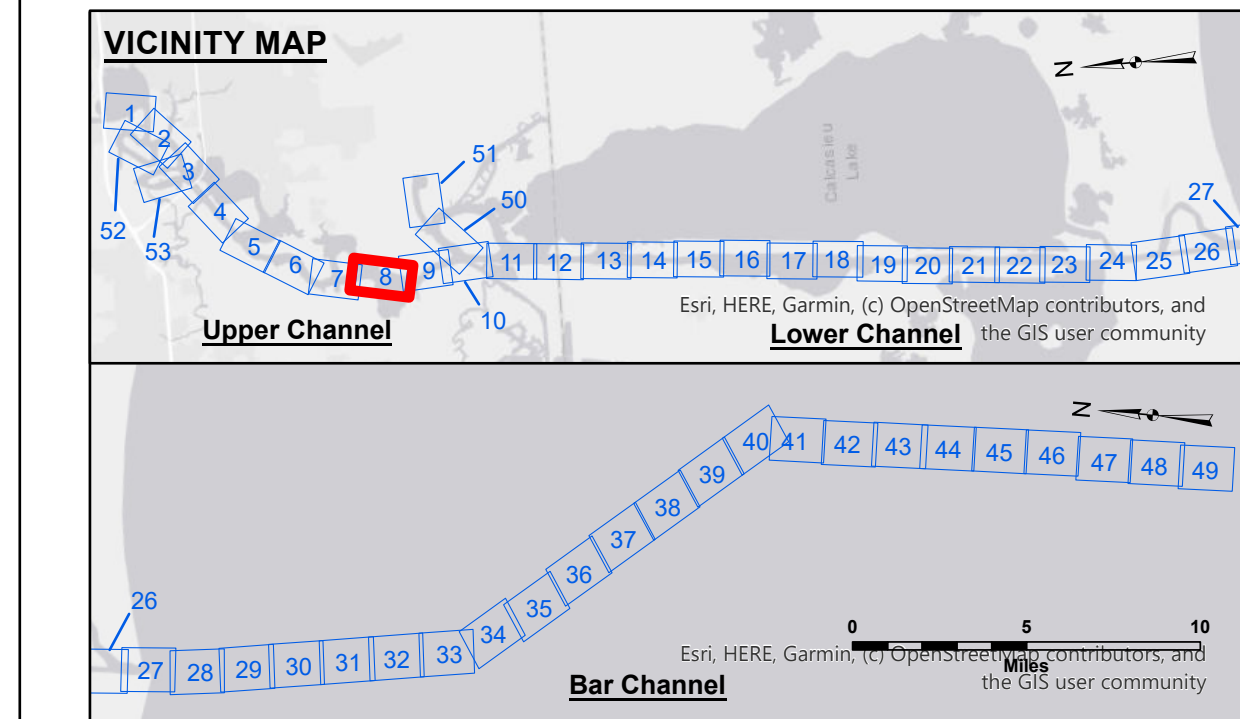 VICINITY MAP
N
1
2
3
52
53
4
5
6
7
8
9
10
51
50
11 12 13 14 15 16 17 18 19 20 21 22 23 24 25 26
27
Calcasieu
Lake
Upper Channel
Lower Channel
Esri, HERE, Garmin, (c) OpenStreetMap contributors, and
the GIS user community
N
26
27 28 29 30 31 32 33 34 35 36 37 38 39 40 41 42 43 44 45 46 47 48 49
0 5 10
Miles
Esri, HERE, Garmin, (c) OpenStreetMap contributors, and
the GIS user community
Bar Channel